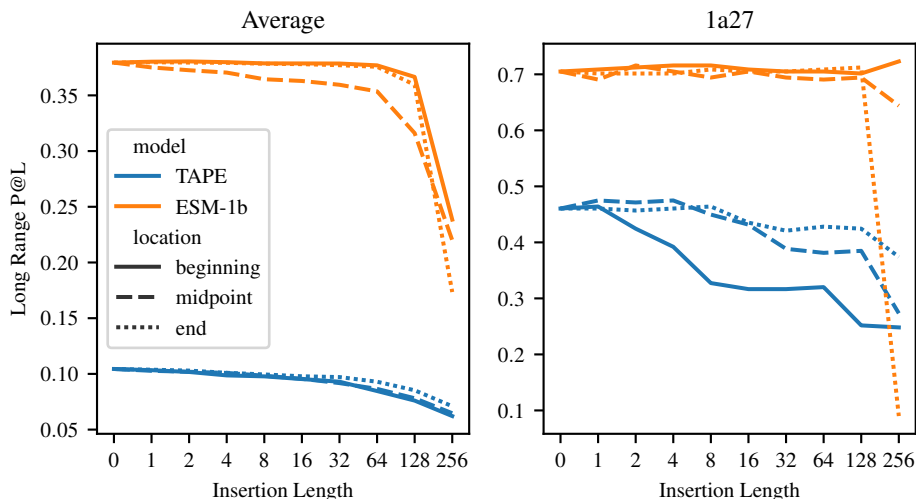 Average
Long Range P@L
0.35
0.30
0.25
0.20
0.15
0.10
0.05
model
TAPE
ESM-1b
location
beginning
midpoint
end
0 1 2 4 8 16 32 64 128 256
Insertion Length
1a27
0.7
0.6
0.5
0.4
0.3
0.2
0.1
0 1 2 4 8 16 32 64 128 256
Insertion Length